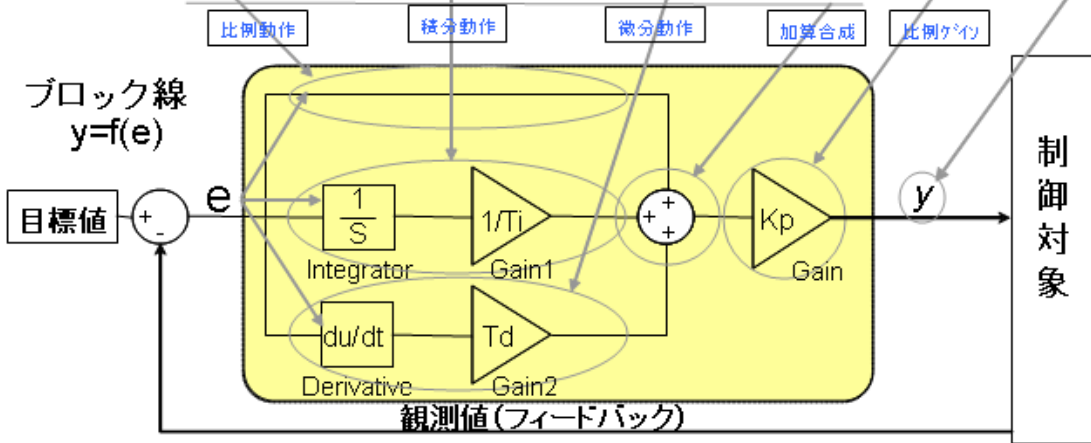 比例動作
積分動作
微分動作
加算合成
比例ゲイン
ブロック線
y=f(e)
目標値
+
-
e
1
S
Integrator
1/Ti
Gain1
du/dt
Derivative
Td
Gain2
+
+
+
Kp
Gain
y
制
御
対
象
観測値(フィードバック)